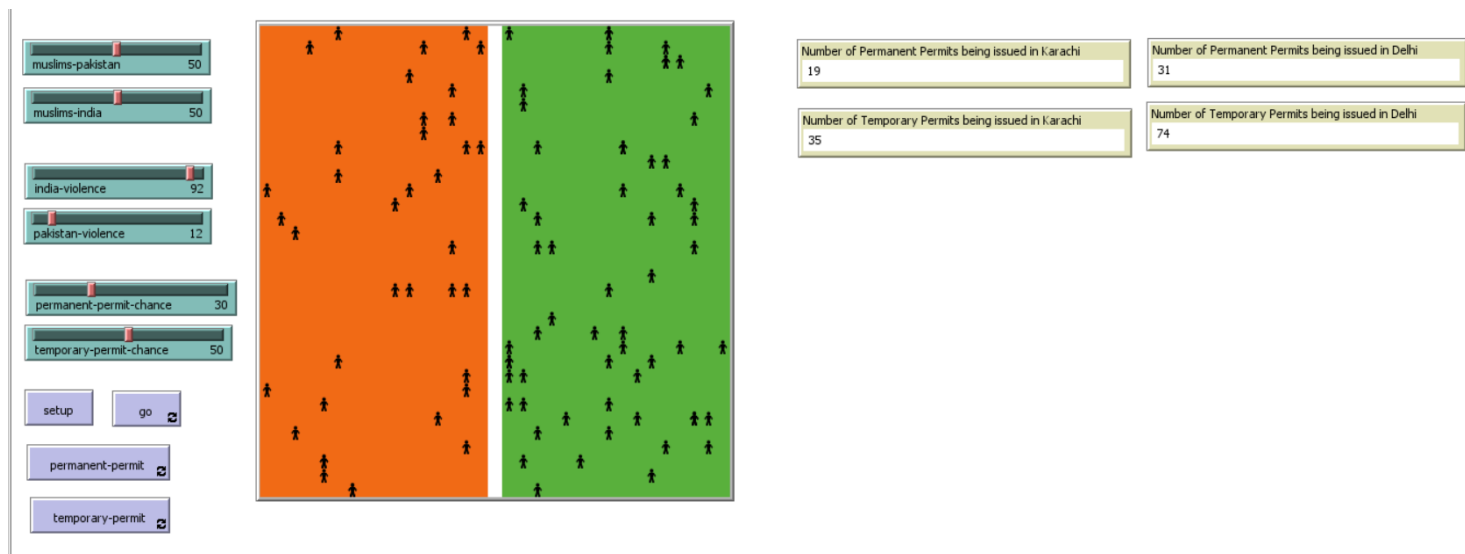 muslims-pakistan 50
muslims-india 50
india-violence 92
pakistan-violence 12
permanent-permit-chance 30
temporary-permit-chance 50
setup
go
permanent-permit
temporary-permit
Number of Permanent Permits being issued in Karachi
19
Number of Permanent Permits being issued in Delhi
31
Number of Temporary Permits being issued in Karachi
35
Number of Temporary Permits being issued in Delhi
74